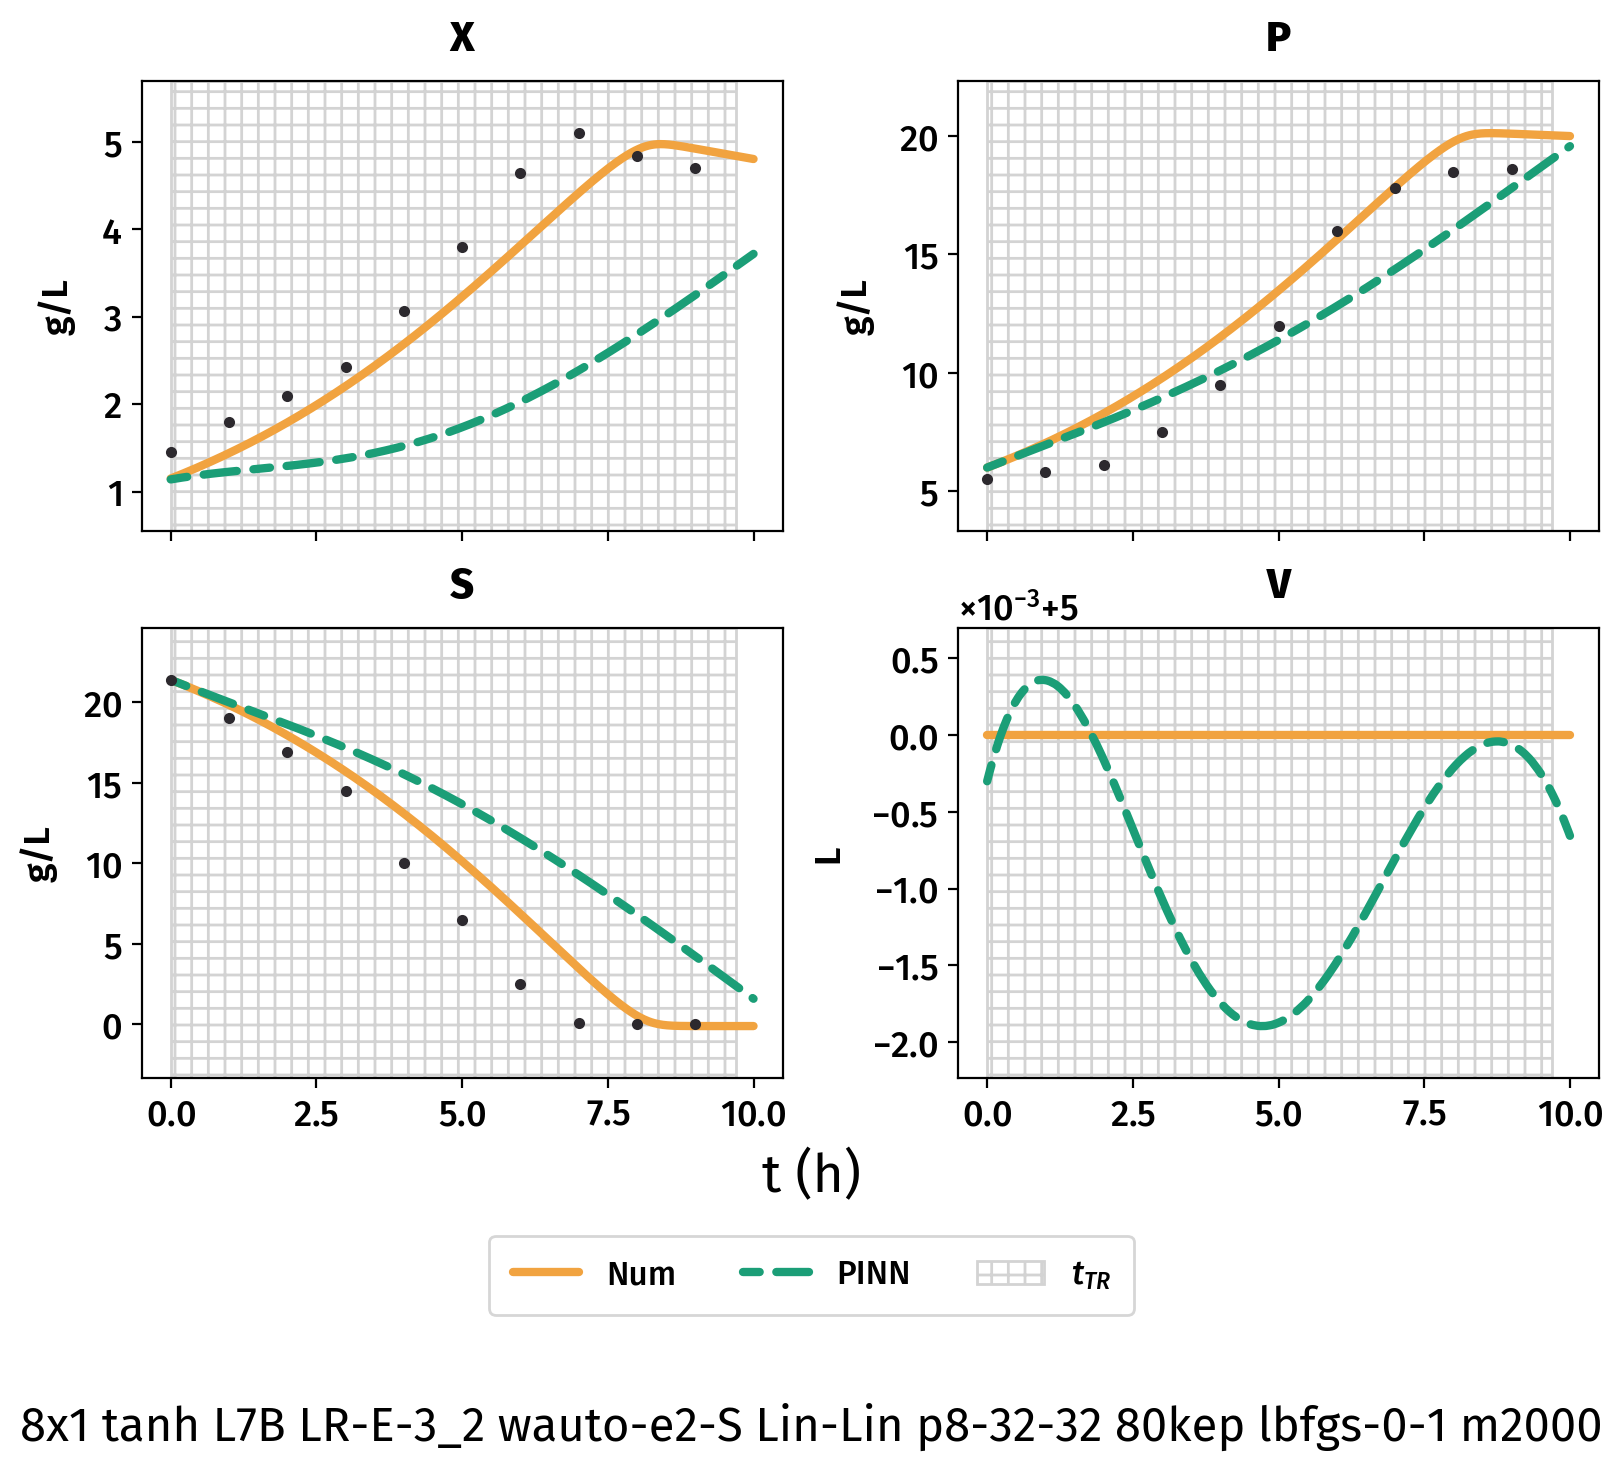 X
P
5
4
3
2
1
g/L
20
15
10
5
g/L
S
V
×10⁻³+5
20
15
10
5
0
g/L
0.5
0.0
−0.5
−1.0
−1.5
−2.0
L
0.0 2.5 5.0 7.5 10.0
0.0 2.5 5.0 7.5 10.0
t (h)
Num PINN t_TR
8x1 tanh L7B LR-E-3_2 wauto-e2-S Lin-Lin p8-32-32 80kep lbfgs-0-1 m2000